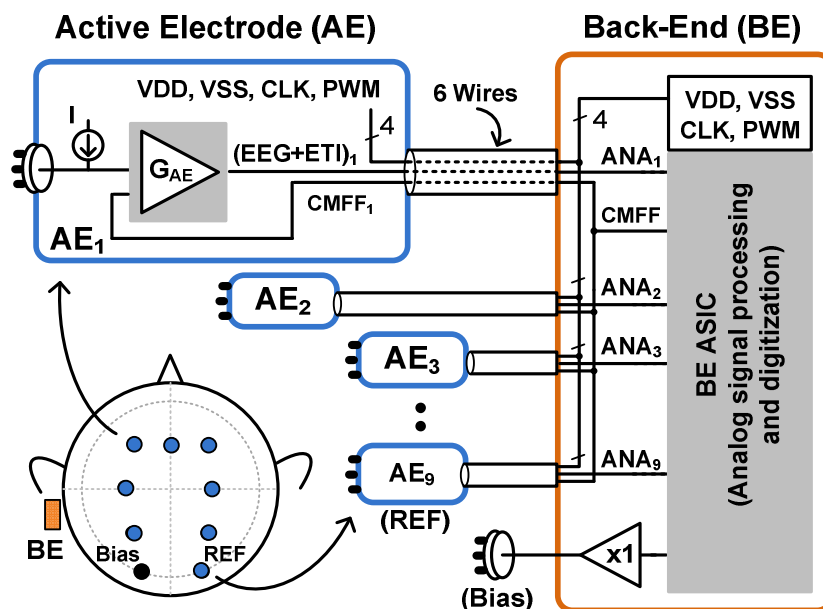 Active Electrode (AE)
Back-End (BE)
VDD, VSS, CLK, PWM
6 Wires
I
4
4
VDD, VSS
CLK, PWM
GAE
(EEG+ETI)1
ANA1
CMFF1
CMFF
AE1
AE2
ANA2
AE3
ANA3
4
BE ASIC
(Analog signal processing
and digitization)
AE9
ANA9
(REF)
BE
Bias
REF
x1
(Bias)